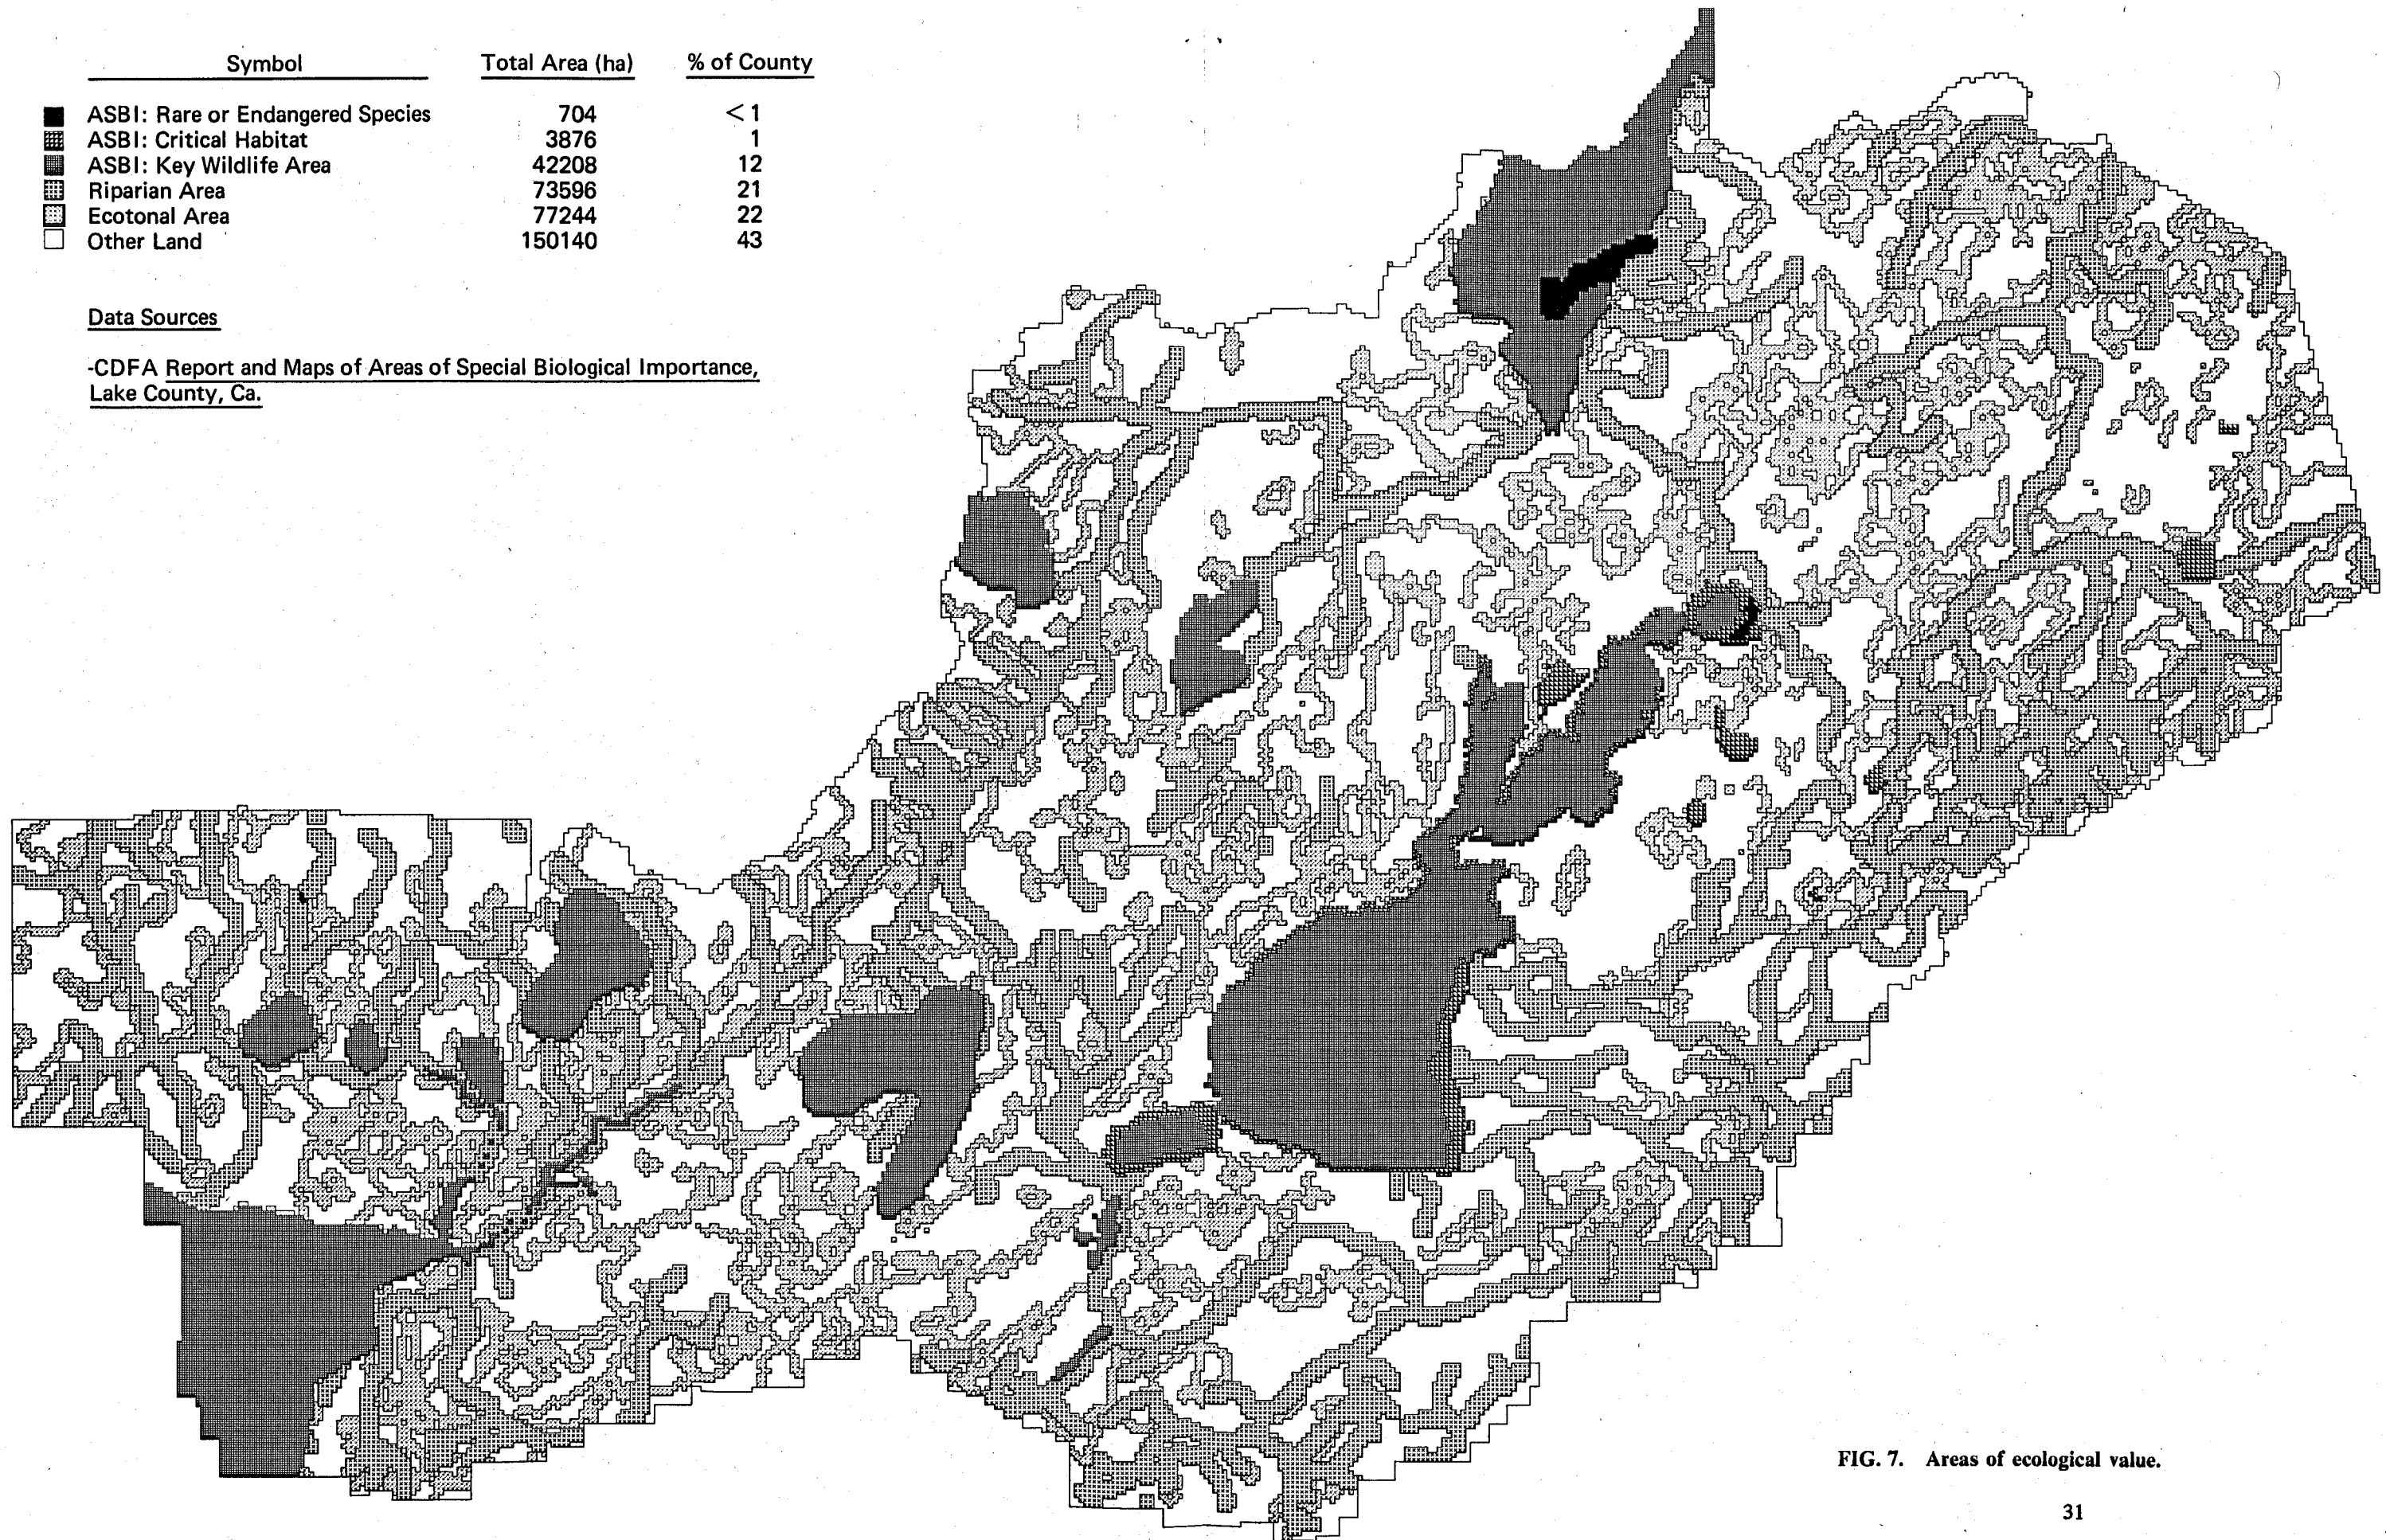 Symbol Total Area (ha) % of County
ASBI: Rare or Endangered Species 704 <1
ASBI: Critical Habitat 3876 1
ASBI: Key Wildlife Area 42208 12
Riparian Area 73596 21
Ecotonal Area 77244 22
Other Land 150140 43
Data Sources
-CDFA Report and Maps of Areas of Special Biological Importance,
Lake County, Ca.
FIG. 7. Areas of ecological value.
31